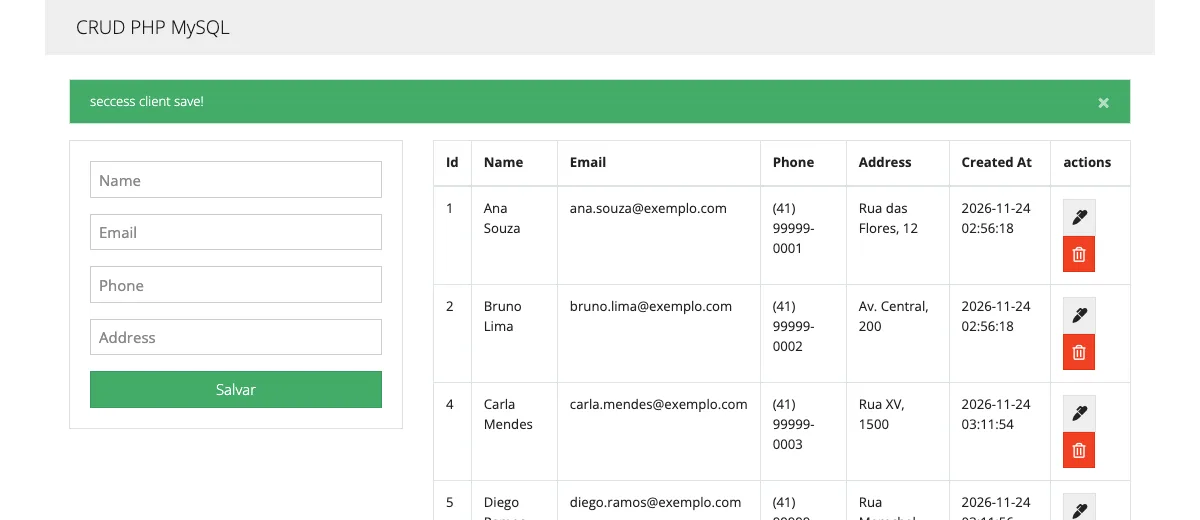 CRUD PHP MySQL
seccess client save!
×
Name
Email
Phone
Address
Salvar
Id Name Email Phone Address Created At actions
1 Ana Souza ana.souza@exemplo.com (41) 99999-0001 Rua das Flores, 12 2026-11-24 02:56:18
2 Bruno Lima bruno.lima@exemplo.com (41) 99999-0002 Av. Central, 200 2026-11-24 02:56:18
4 Carla Mendes carla.mendes@exemplo.com (41) 99999-0003 Rua XV, 1500 2026-11-24 03:11:54
5 Diego diego.ramos@exemplo.com (41) Rua 2026-11-24